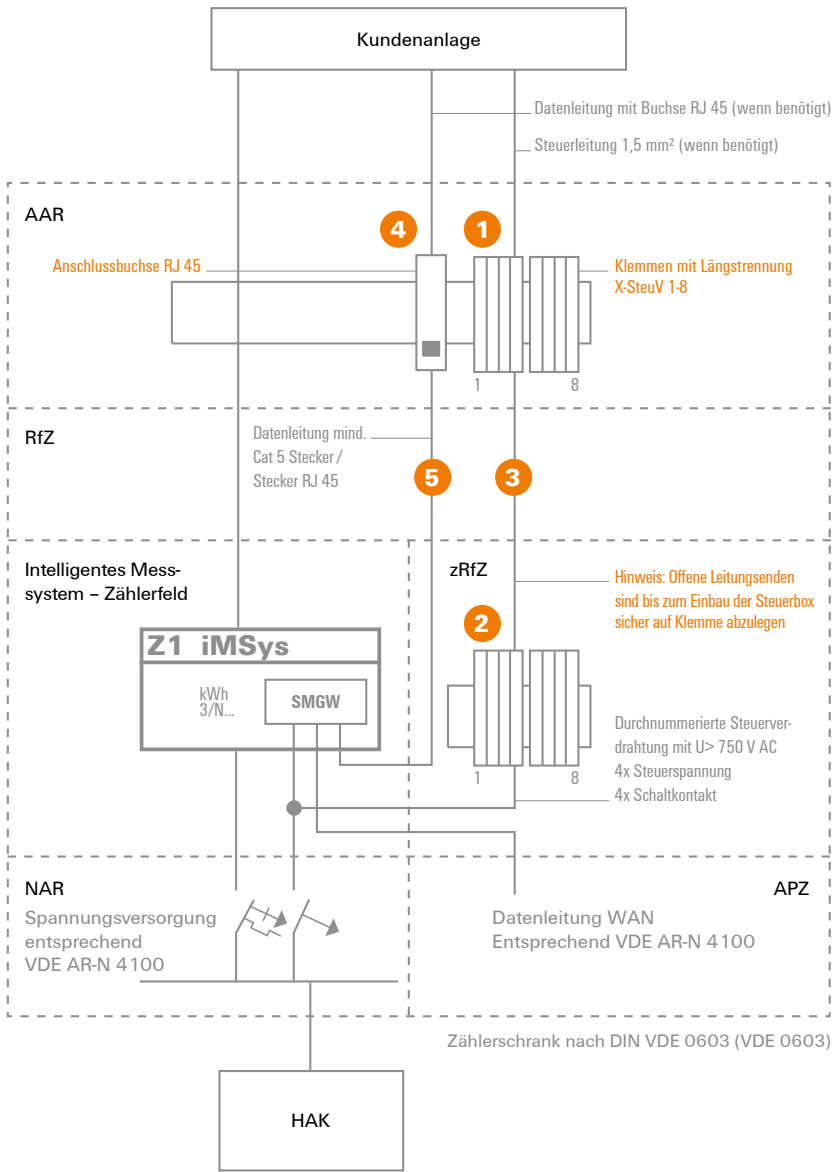 Kundenanlage
Datenleitung mit Buchse RJ 45 (wenn benötigt)
Steuerleitung 1,5 mm² (wenn benötigt)
AAR
4
1
Anschlussbuchse RJ 45
Klemmen mit Längstrennung
X-SteuV 1-8
1
8
RfZ
Datenleitung mind.
Cat 5 Stecker /
Stecker RJ 45
5
3
Intelligentes Mess-
system – Zählerfeld
zRfZ
Hinweis: Offene Leitungsenden
sind bis zum Einbau der Steuerbox
sicher auf Klemme abzulegen
2
Z1 iMSys
kWh
3/N...
SMGW
Durchnummerierte Steuerver-
drahtung mit U> 750 V AC
4x Steuerspannung
4x Schaltkontakt
1
8
NAR
Spannungsversorgung
entsprechend
VDE AR-N 4100
APZ
Datenleitung WAN
Entsprechend VDE AR-N 4100
Zählerschrank nach DIN VDE 0603 (VDE 0603)
HAK